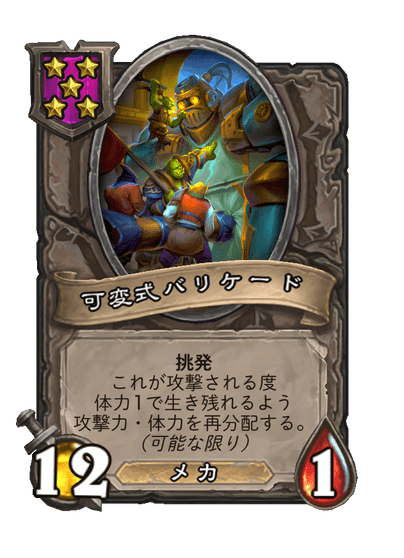 可変式バリケード
挑発
これが攻撃される度
体力1で生き残れるよう
攻撃力・体力を再分配する。
(可能な限り)
12
メカ
1